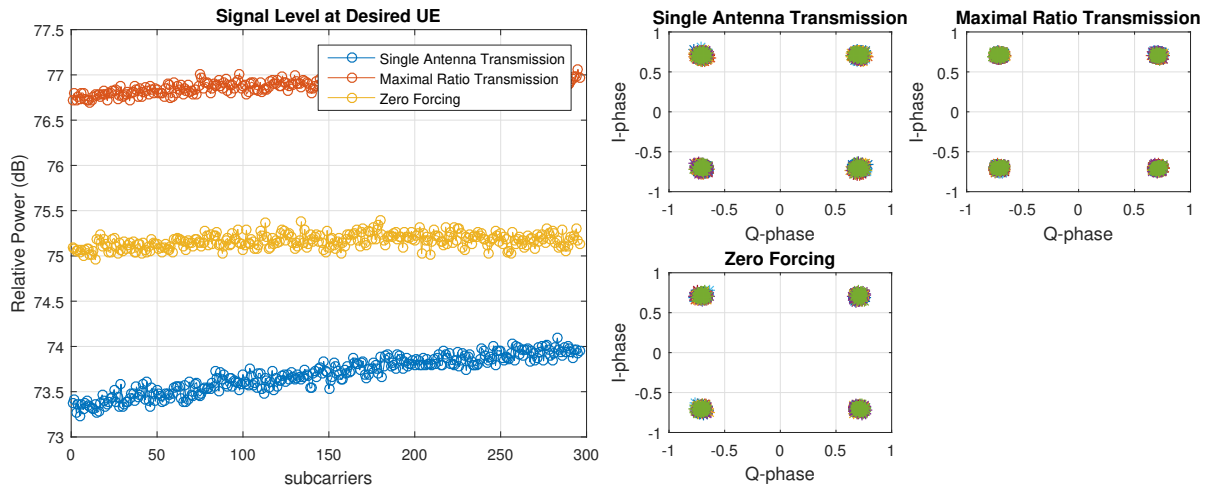 Signal Level at Desired UE
77.5
77
76.5
76
75.5
75
74.5
74
73.5
73
Relative Power (dB)
0 50 100 150 200 250 300
subcarriers
Single Antenna Transmission
Maximal Ratio Transmission
Zero Forcing
Single Antenna Transmission
1
0.5
0
-0.5
-1
I-phase
-1 -0.5 0 0.5 1
Q-phase
Maximal Ratio Transmission
1
0.5
0
-0.5
-1
I-phase
-1 -0.5 0 0.5 1
Q-phase
Zero Forcing
1
0.5
0
-0.5
-1
I-phase
-1 -0.5 0 0.5 1
Q-phase